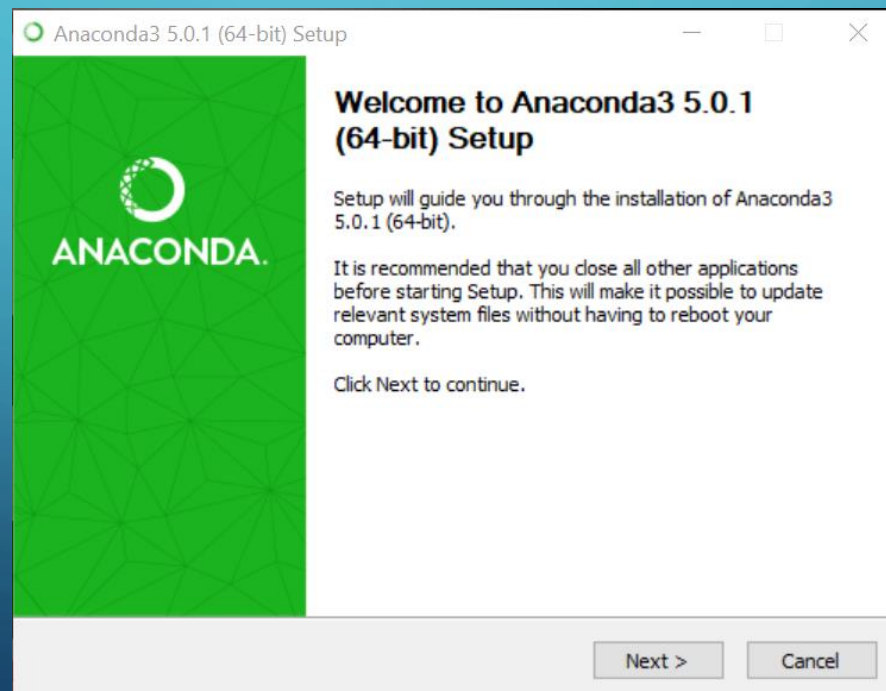 Anaconda3 5.0.1 (64-bit) Setup
ANACONDA.
Welcome to Anaconda3 5.0.1
(64-bit) Setup
Setup will guide you through the installation of Anaconda3
5.0.1 (64-bit).
It is recommended that you close all other applications
before starting Setup. This will make it possible to update
relevant system files without having to reboot your
computer.
Click Next to continue.
Next >
Cancel